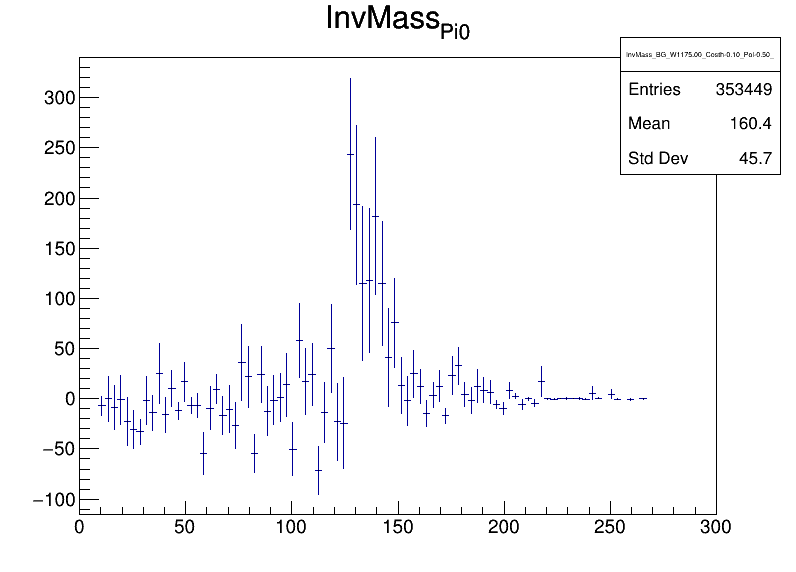 InvMassPi0
InvMass_BG_W1175.00_Costh-0.10_Pol-0.50_
Entries 353449
Mean 160.4
Std Dev 45.7
300
250
200
150
100
50
0
−50
−100
0 50 100 150 200 250 300